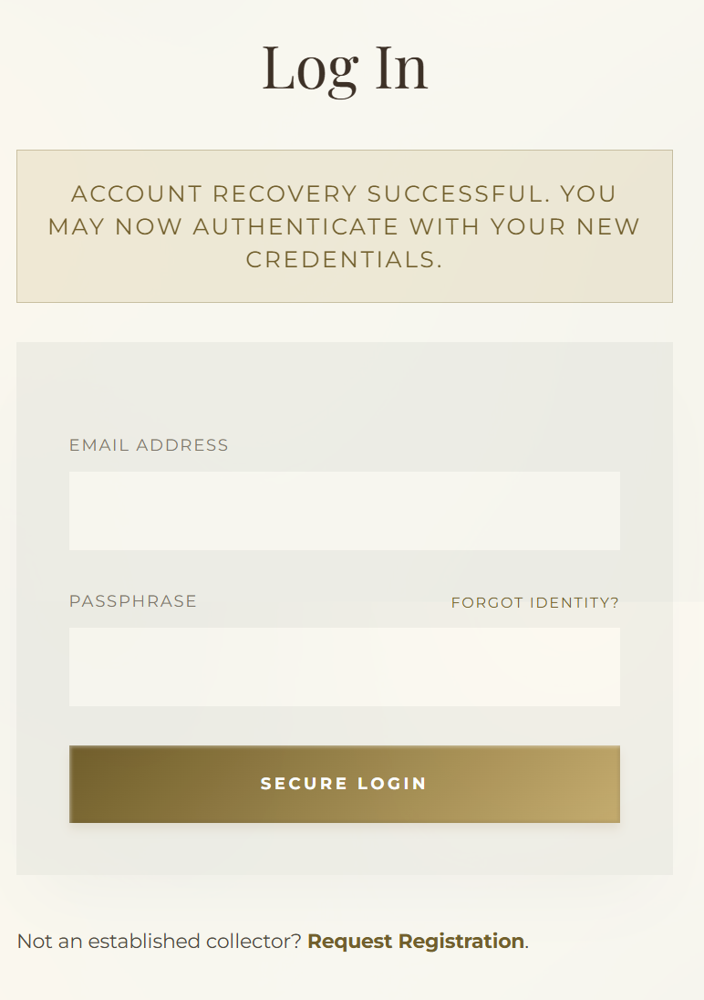 Log In
ACCOUNT RECOVERY SUCCESSFUL. YOU
MAY NOW AUTHENTICATE WITH YOUR NEW
CREDENTIALS.
EMAIL ADDRESS
PASSPHRASE
FORGOT IDENTITY?
SECURE LOGIN
Not an established collector? Request Registration.